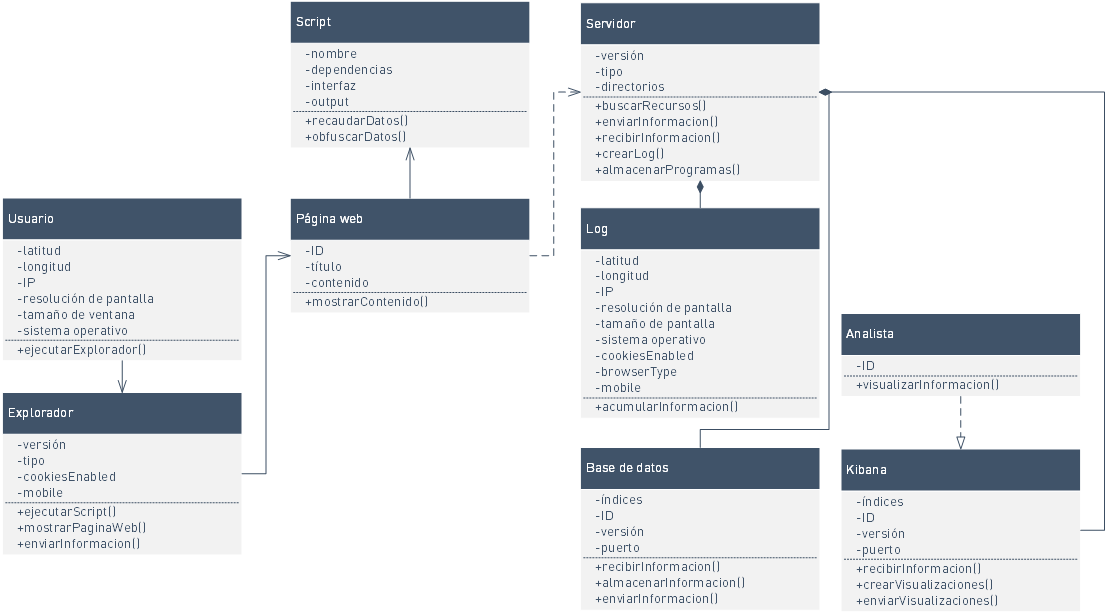 Script
-nombre
-dependencias
-interfaz
-output
+recaudarDatos()
+obfuscarDatos()
Servidor
-versión
-tipo
-directorios
+buscarRecursos()
+enviarInformacion()
+recibirInformacion()
+crearLog()
+almacenarProgramas()
Usuario
-latitud
-longitud
-IP
-resolución de pantalla
-tamaño de ventana
-sistema operativo
+ejecutarExplorador()
Página web
-ID
-título
-contenido
+mostrarContenido()
Log
-latitud
-longitud
-IP
-resolución de pantalla
-tamaño de pantalla
-sistema operativo
-cookiesEnabled
-browserType
-mobile
+acumularInformacion()
Analista
-ID
+visualizarInformacion()
Explorador
-versión
-tipo
-cookiesEnabled
-mobile
+ejecutarScript()
+mostrarPaginaWeb()
+enviarInformacion()
Base de datos
-índices
-ID
-versión
-puerto
+recibirInformacion()
+almacenarInformacion()
+enviarInformacion()
Kibana
-índices
-ID
-versión
-puerto
+recibirInformacion()
+crearVisualizaciones()
+enviarVisualizaciones()